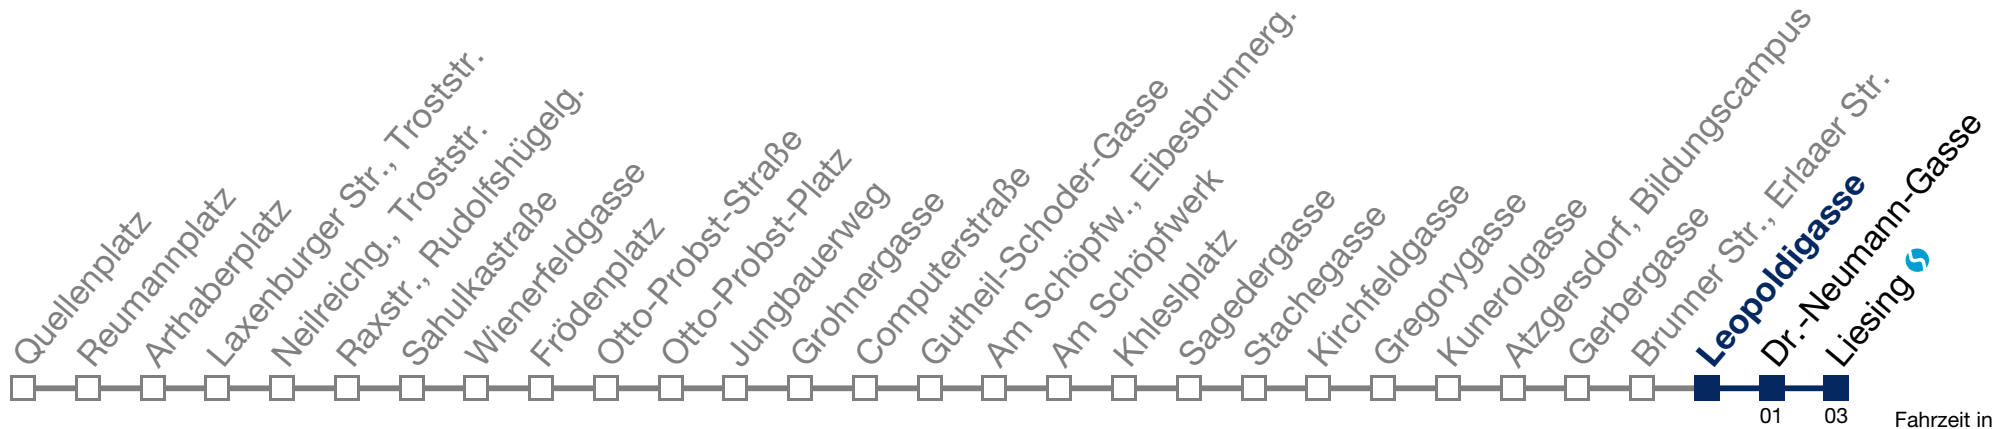 Quellenplatz
Reumannplatz
Arthaberplatz
Laxenburger Str., Troststr.
Neilreichg., Troststr.
Raxstr., Rudolfshügelg.
Sahulkastraße
Wienerfeldgasse
Frödenplatz
Otto-Probst-Straße
Otto-Probst-Platz
Jungbauerweg
Grohnergasse
Computerstraße
Gutheil-Schoder-Gasse
Am Schöpfw., Eibesbrunnerg.
Am Schöpfwerk
Khleslplatz
Sagedergasse
Stachegasse
Kirchfeldgasse
Gregorygasse
Kunerolgasse
Atzgersdorf, Bildungscampus
Gerbergasse
Brunner Str., Erlaaer Str.
Leopoldigasse
Dr.-Neumann-Gasse
Liesing
01 03
Fahrzeit in